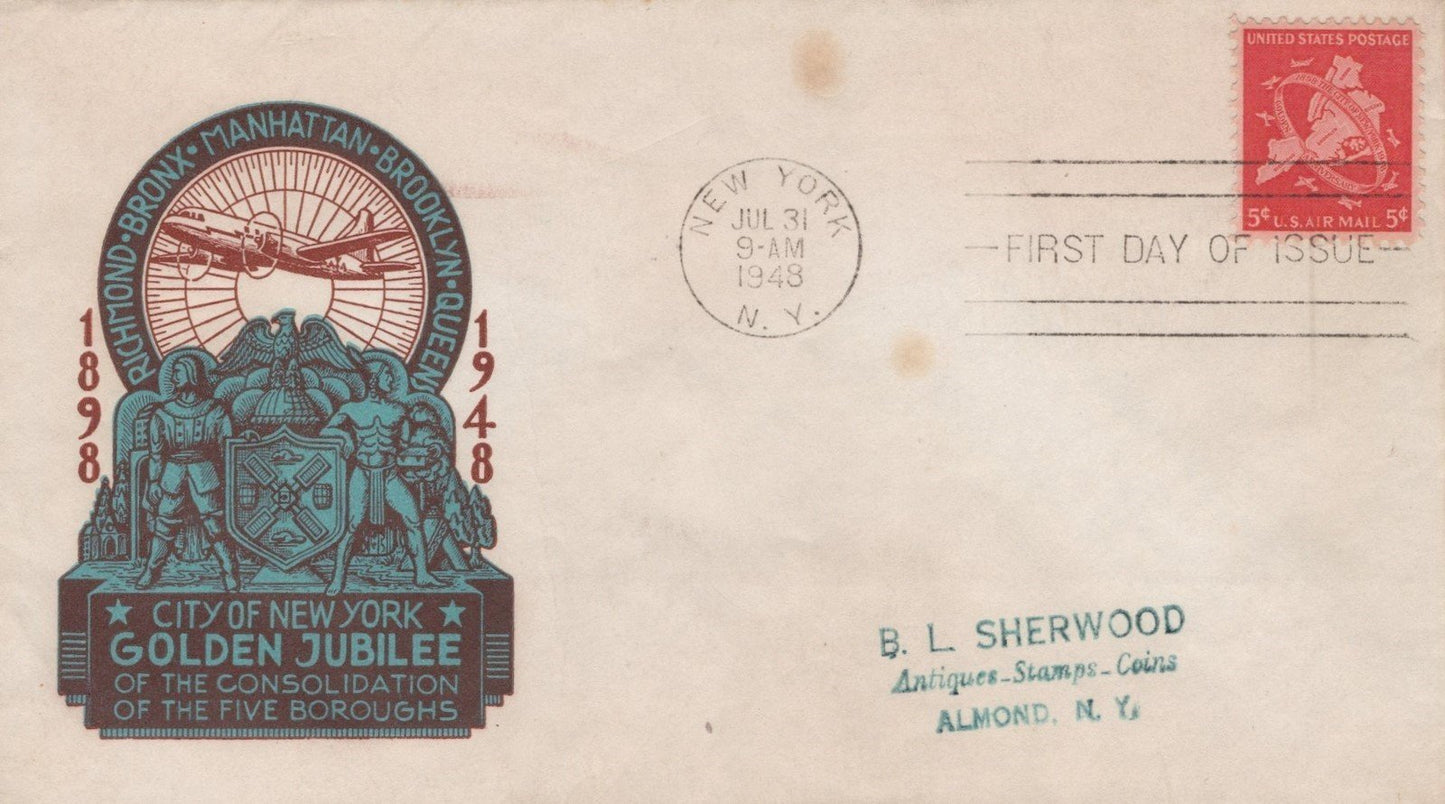 RICHMOND • BRONX • MANHATTAN • BROOKLYN • QUEENS
1898
1948
★ CITY OF NEW YORK ★
GOLDEN JUBILEE
OF THE CONSOLIDATION
OF THE FIVE BOROUGHS
NEW YORK
JUL 31
9-AM
1948
N. Y.
UNITED STATES POSTAGE
5¢ U.S. AIR MAIL 5¢
FIRST DAY OF ISSUE
B. L. SHERWOOD
Antiques-Stamps-Coins
ALMOND, N. Y.